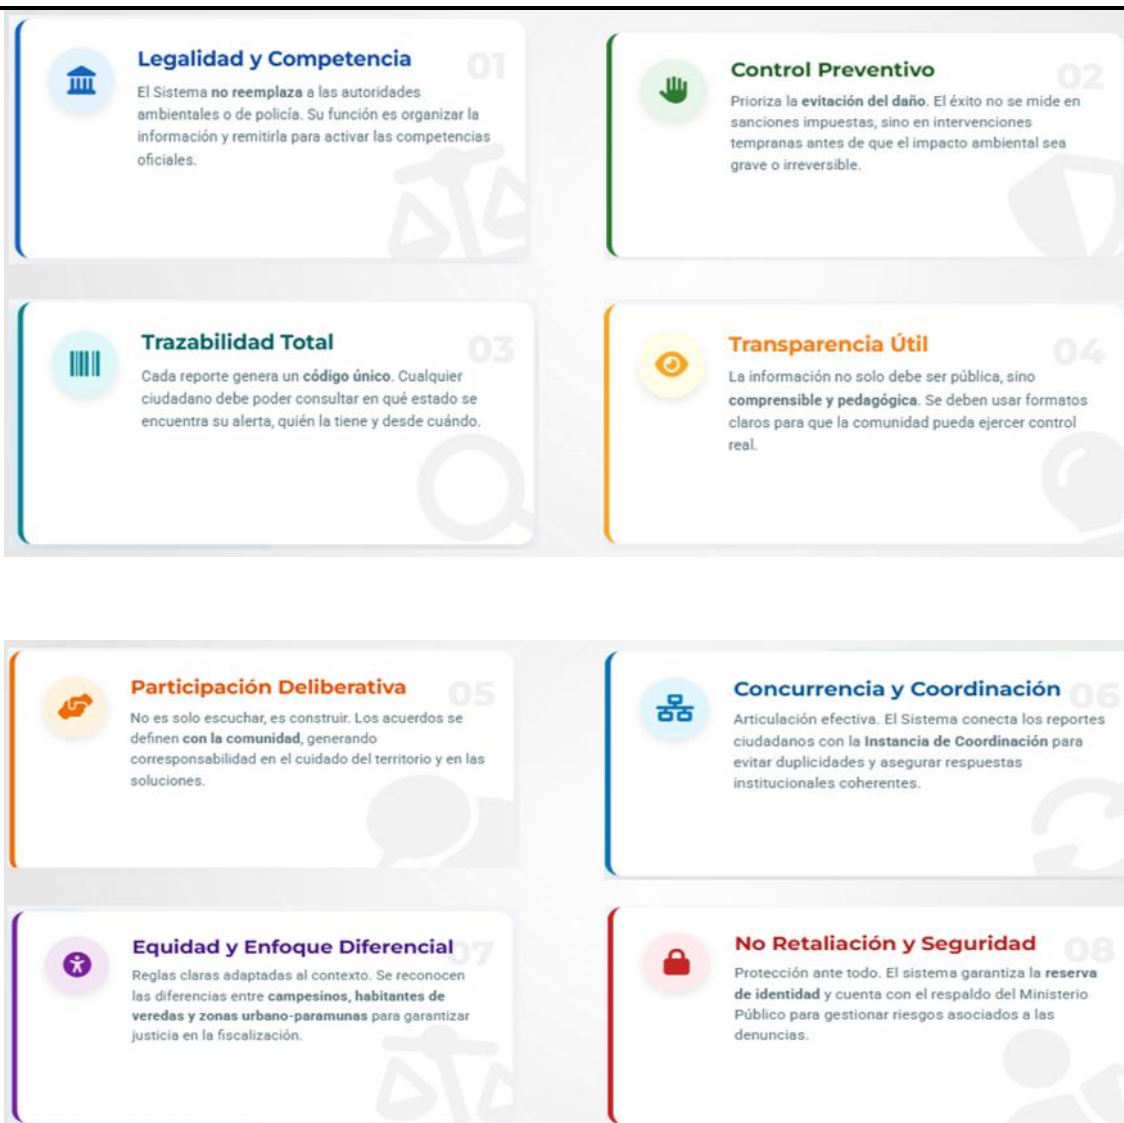 Legalidad y Competencia
01
El Sistema no reemplaza a las autoridades
ambientales o de policía. Su función es organizar la
información y remitirla para activar las competencias
oficiales.
Control Preventivo
02
Prioriza la evitación del daño. El éxito no se mide en
sanciones impuestas, sino en intervenciones
tempranas antes de que el impacto ambiental sea
grave o irreversible.
Trazabilidad Total
03
Cada reporte genera un código único. Cualquier
ciudadano debe poder consultar en qué estado se
encuentra su alerta, quién la tiene y desde cuándo.
Transparencia Útil
04
La información no solo debe ser pública, sino
comprensible y pedagógica. Se deben usar formatos
claros para que la comunidad pueda ejercer control
real.
Participación Deliberativa
05
No es solo escuchar, es construir. Los acuerdos se
definen con la comunidad, generando
corresponsabilidad en el cuidado del territorio y en las
soluciones.
Concurrencia y Coordinación
06
Articulación efectiva. El Sistema conecta los reportes
ciudadanos con la Instancia de Coordinación para
evitar duplicidades y asegurar respuestas
institucionales coherentes.
Equidad y Enfoque Diferencial
07
Reglas claras adaptadas al contexto. Se reconocen
las diferencias entre campesinos, habitantes de
veredas y zonas urbano-paramunas para garantizar
justicia en la fiscalización.
No Retaliación y Seguridad
08
Protección ante todo. El sistema garantiza la reserva
de identidad y cuenta con el respaldo del Ministerio
Público para gestionar riesgos asociados a las
denuncias.